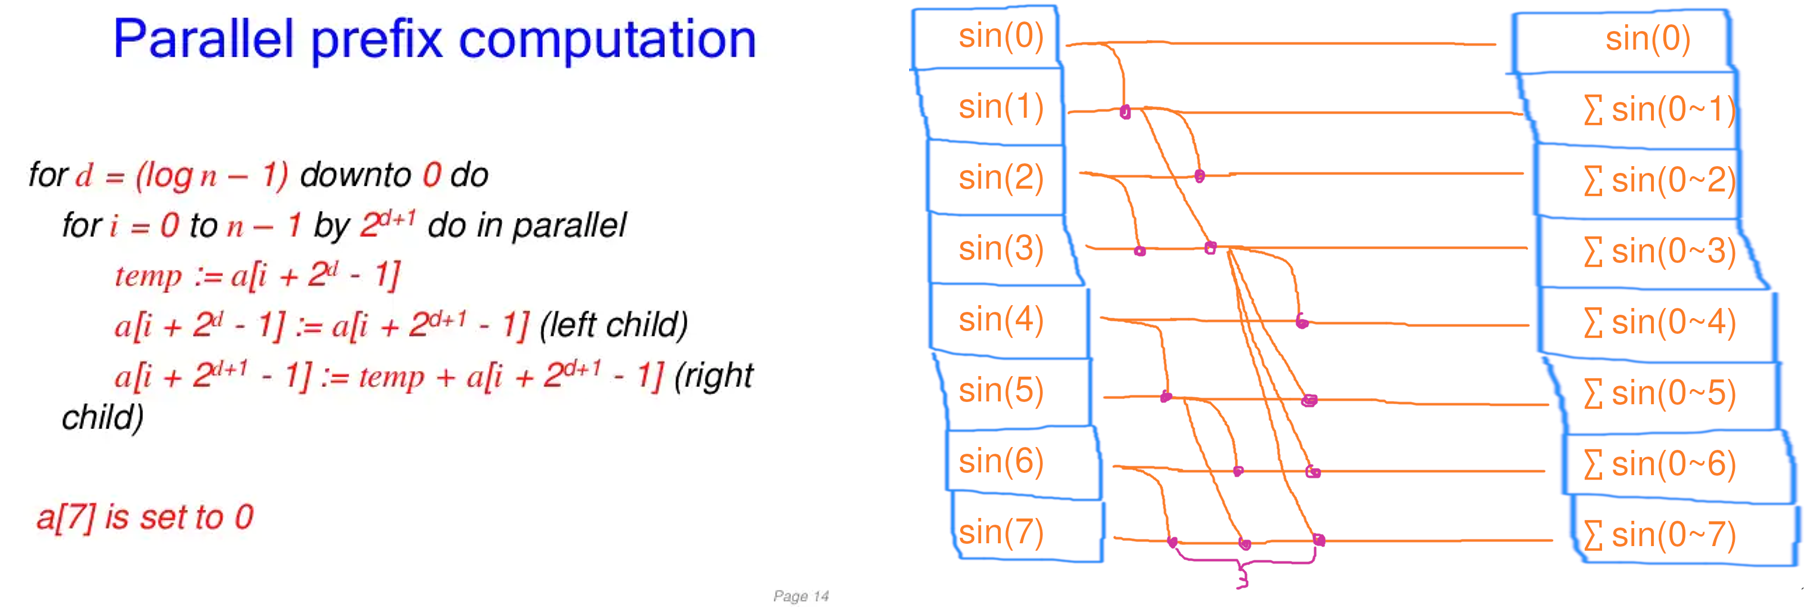 Parallel prefix computation
for d = (log n – 1) downto 0 do
for i = 0 to n – 1 by 2^{d+1} do in parallel
temp := a[i + 2^d - 1]
a[i + 2^d - 1] := a[i + 2^{d+1} - 1] (left child)
a[i + 2^{d+1} - 1] := temp + a[i + 2^{d+1} - 1] (right
child)
a[7] is set to 0
Page 14
sin(0)
sin(1)
sin(2)
sin(3)
sin(4)
sin(5)
sin(6)
sin(7)
3
sin(0)
∑ sin(0~1)
∑ sin(0~2)
∑ sin(0~3)
∑ sin(0~4)
∑ sin(0~5)
∑ sin(0~6)
∑ sin(0~7)